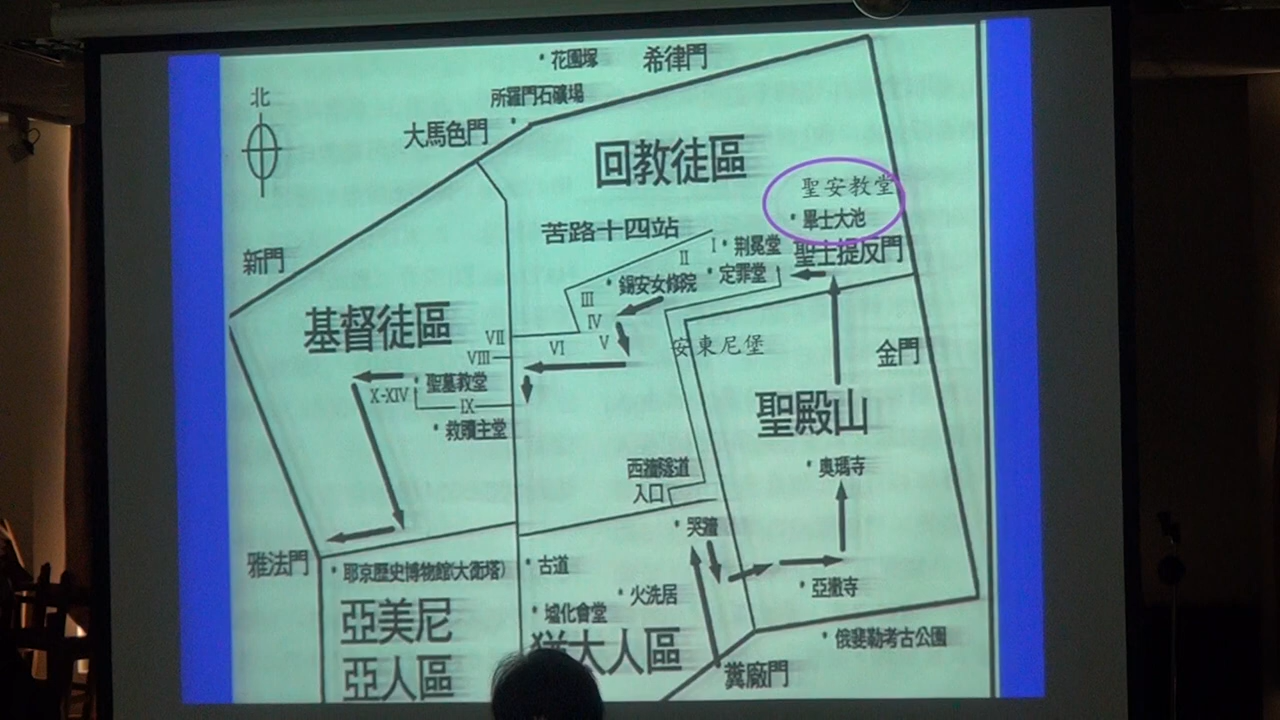 花園塚
希律門
北
所羅門石礦場
大馬色門
回教徒區
聖安教堂
畢士大池
苦路十四站
I
荆冕堂
II
定罪堂
聖士提反門
新門
錫安女修院
III
IV
V
基督徒區
VII
VI
VIII
安東尼堡
金門
聖墓教堂
X-XIV
IX
救贖主堂
聖殿山
西牆隧道
入口
奧瑪寺
哭牆
雅法門
耶京歷史博物館(大衛塔)
古道
火洗居
亞撒寺
墟化會堂
亞美尼
亞人區
猶太人區
俄斐勒考古公園
糞廠門